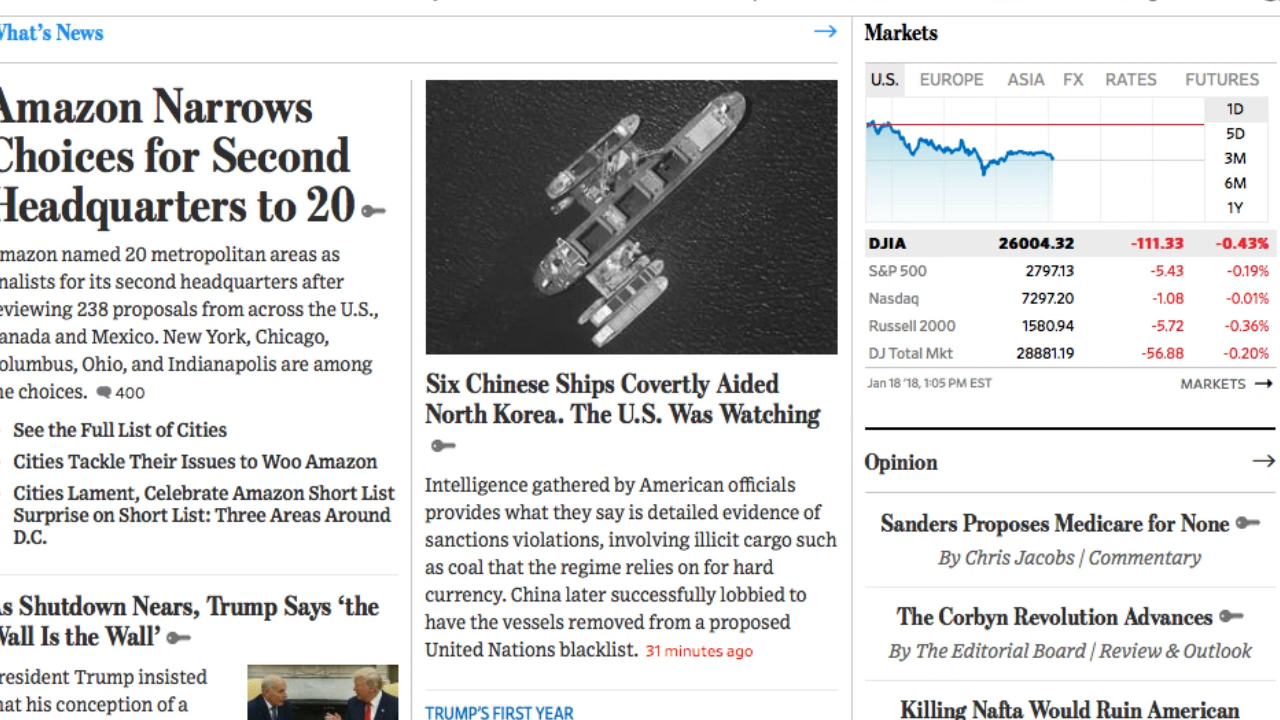 What's News →
Amazon Narrows
Choices for Second
Headquarters to 20
Amazon named 20 metropolitan areas as
finalists for its second headquarters after
reviewing 238 proposals from across the U.S.,
Canada and Mexico. New York, Chicago,
Columbus, Ohio, and Indianapolis are among
the choices. 400
See the Full List of Cities
Cities Tackle Their Issues to Woo Amazon
Cities Lament, Celebrate Amazon Short List
Surprise on Short List: Three Areas Around
D.C.
As Shutdown Nears, Trump Says ‘the
Wall Is the Wall’
President Trump insisted
that his conception of a
Six Chinese Ships Covertly Aided
North Korea. The U.S. Was Watching
Intelligence gathered by American officials
provides what they say is detailed evidence of
sanctions violations, involving illicit cargo such
as coal that the regime relies on for hard
currency. China later successfully lobbied to
have the vessels removed from a proposed
United Nations blacklist. 31 minutes ago
TRUMP'S FIRST YEAR
Markets
U.S. EUROPE ASIA FX RATES FUTURES
1D
5D
3M
6M
1Y
DJIA 26004.32 -111.33 -0.43%
S&P 500 2797.13 -5.43 -0.19%
Nasdaq 7297.20 -1.08 -0.01%
Russell 2000 1580.94 -5.72 -0.36%
DJ Total Mkt 28881.19 -56.88 -0.20%
Jan 18 '18, 1:05 PM EST MARKETS →
Opinion →
Sanders Proposes Medicare for None
By Chris Jacobs | Commentary
The Corbyn Revolution Advances
By The Editorial Board | Review & Outlook
Killing Nafta Would Ruin American